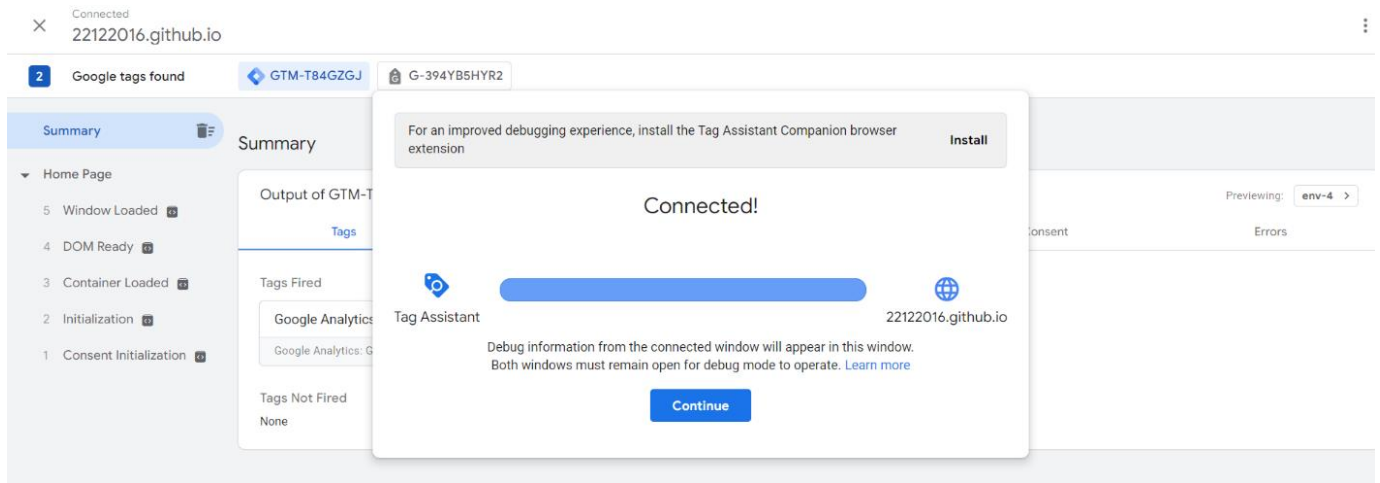 Connected
22122016.github.io
2 Google tags found GTM-T84GZGJ G-394YB5HYR2
For an improved debugging experience, install the Tag Assistant Companion browser
extension
Install
Connected!
Tag Assistant
22122016.github.io
Debug information from the connected window will appear in this window.
Both windows must remain open for debug mode to operate. Learn more
Continue
Summary
Home Page
5 Window Loaded
4 DOM Ready
3 Container Loaded
2 Initialization
1 Consent Initialization
Summary
Output of GTM-T
Previewing: env-4
Tags
Errors
Tags Fired
Google Analytics
Google Analytics: G
Tags Not Fired
None